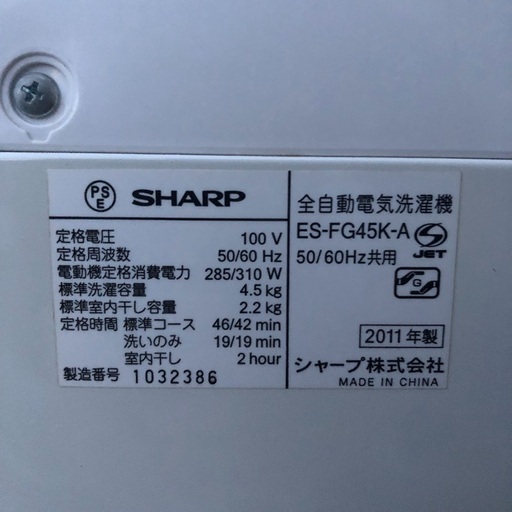 PSE SHARP
定格電圧 100 V
定格周波数 50/60 Hz
電動機定格消費電力 285/310 W
標準洗濯容量 4.5 kg
標準室内干し容量 2.2 kg
定格時間 標準コース 46/42 min
洗いのみ 19/19 min
室内干し 2 hour
製造番号 1032386
全自動電気洗濯機
ES-FG45K-A
JET
50/60Hz共用
G
2011年製
シャープ株式会社
MADE IN CHINA